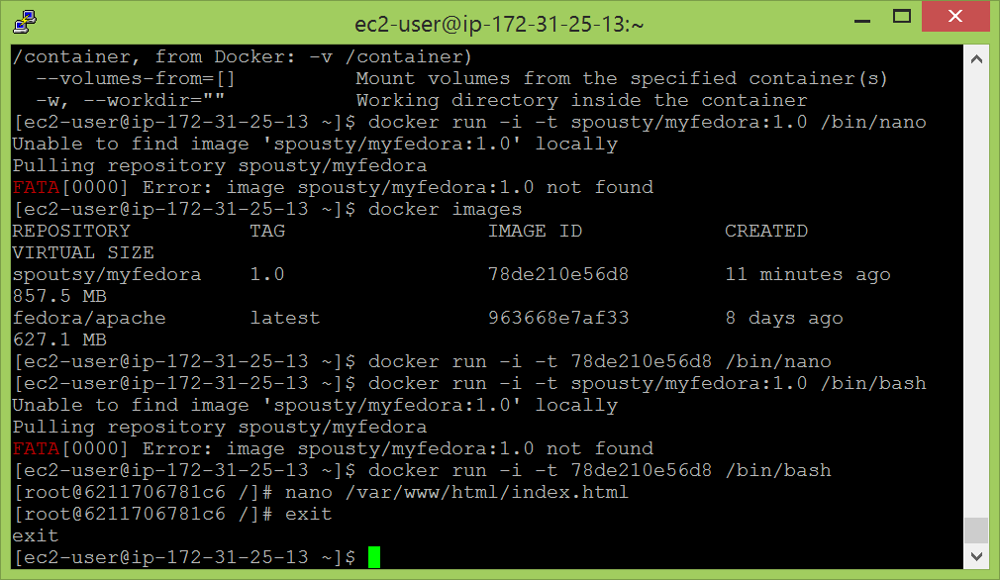 ec2-user@ip-172-31-25-13:~
/container, from Docker: -v /container)
--volumes-from=[] Mount volumes from the specified container(s)
-w, --workdir="" Working directory inside the container
[ec2-user@ip-172-31-25-13 ~]$ docker run -i -t spousty/myfedora:1.0 /bin/nano
Unable to find image 'spousty/myfedora:1.0' locally
Pulling repository spousty/myfedora
FATA[0000] Error: image spousty/myfedora:1.0 not found
[ec2-user@ip-172-31-25-13 ~]$ docker images
REPOSITORY TAG IMAGE ID CREATED
VIRTUAL SIZE
spoutsy/myfedora 1.0 78de210e56d8 11 minutes ago
857.5 MB
fedora/apache latest 963668e7af33 8 days ago
627.1 MB
[ec2-user@ip-172-31-25-13 ~]$ docker run -i -t 78de210e56d8 /bin/nano
[ec2-user@ip-172-31-25-13 ~]$ docker run -i -t spousty/myfedora:1.0 /bin/bash
Unable to find image 'spousty/myfedora:1.0' locally
Pulling repository spousty/myfedora
FATA[0000] Error: image spousty/myfedora:1.0 not found
[ec2-user@ip-172-31-25-13 ~]$ docker run -i -t 78de210e56d8 /bin/bash
[root@6211706781c6 /]# nano /var/www/html/index.html
[root@6211706781c6 /]# exit
exit
[ec2-user@ip-172-31-25-13 ~]$